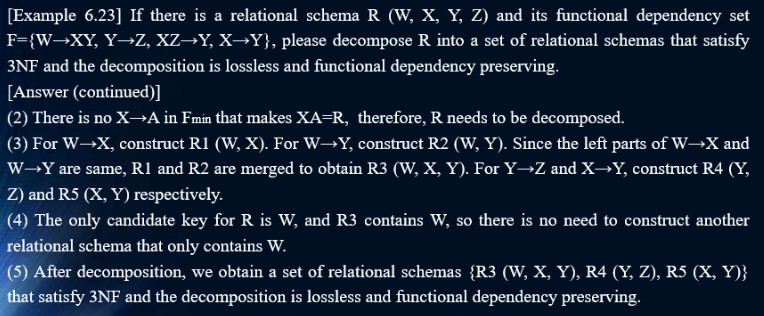 [Example 6.23] If there is a relational schema R (W, X, Y, Z) and its functional dependency set
F={W→XY, Y→Z, XZ→Y, X→Y}, please decompose R into a set of relational schemas that satisfy
3NF and the decomposition is lossless and functional dependency preserving.
[Answer (continued)]
(2) There is no X→A in Fmin that makes XA=R, therefore, R needs to be decomposed.
(3) For W→X, construct R1 (W, X). For W→Y, construct R2 (W, Y). Since the left parts of W→X and
W→Y are same, R1 and R2 are merged to obtain R3 (W, X, Y). For Y→Z and X→Y, construct R4 (Y,
Z) and R5 (X, Y) respectively.
(4) The only candidate key for R is W, and R3 contains W, so there is no need to construct another
relational schema that only contains W.
(5) After decomposition, we obtain a set of relational schemas {R3 (W, X, Y), R4 (Y, Z), R5 (X, Y)}
that satisfy 3NF and the decomposition is lossless and functional dependency preserving.